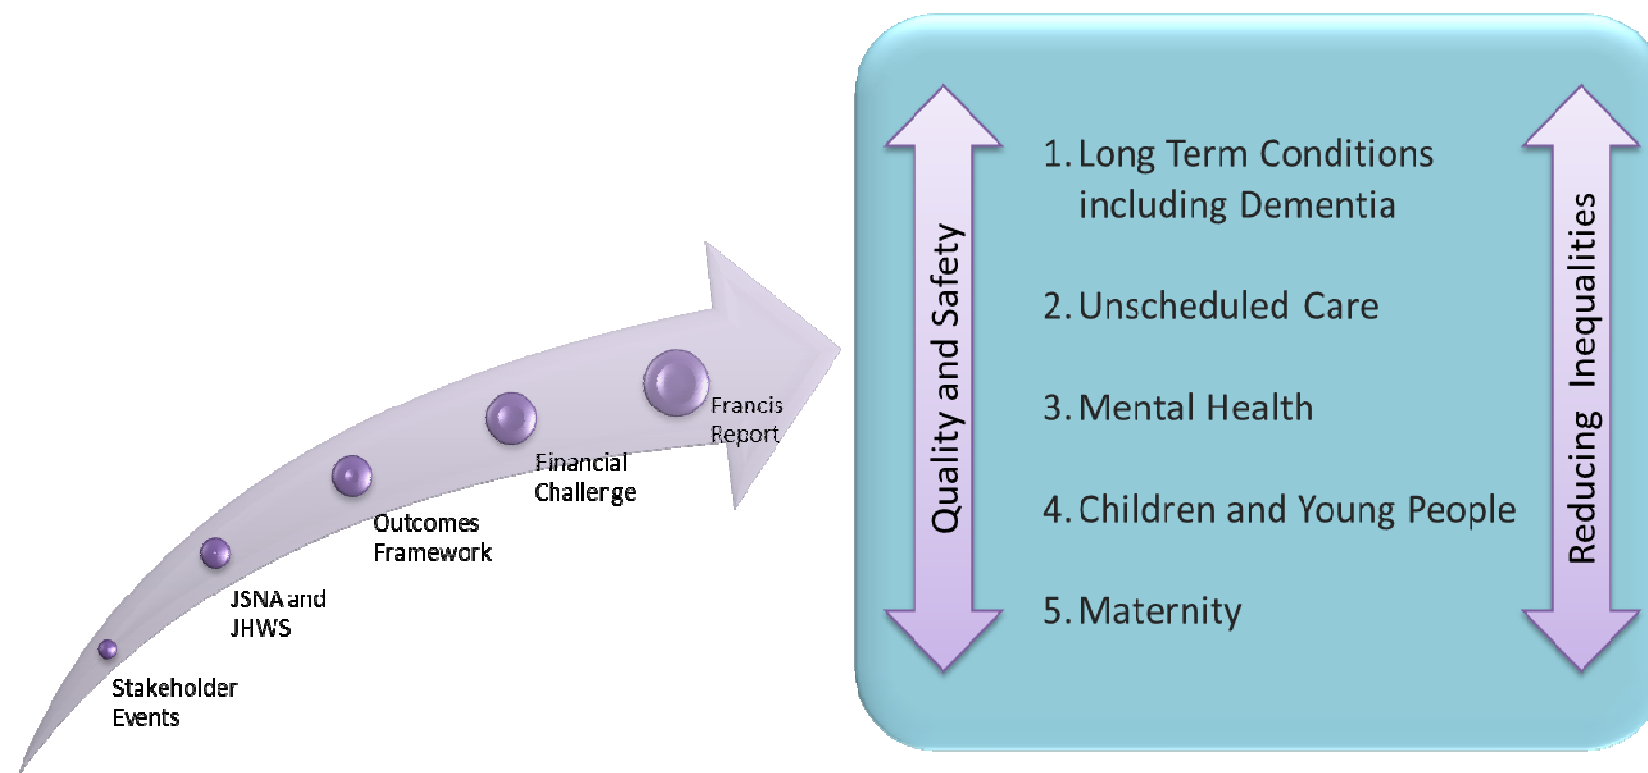 Stakeholder
Events
JSNA and
JHWS
Outcomes
Framework
Financial
Challenge
Francis
Report
Quality and Safety
1. Long Term Conditions
including Dementia
2. Unscheduled Care
3. Mental Health
4. Children and Young People
5. Maternity
Reducing Inequalities